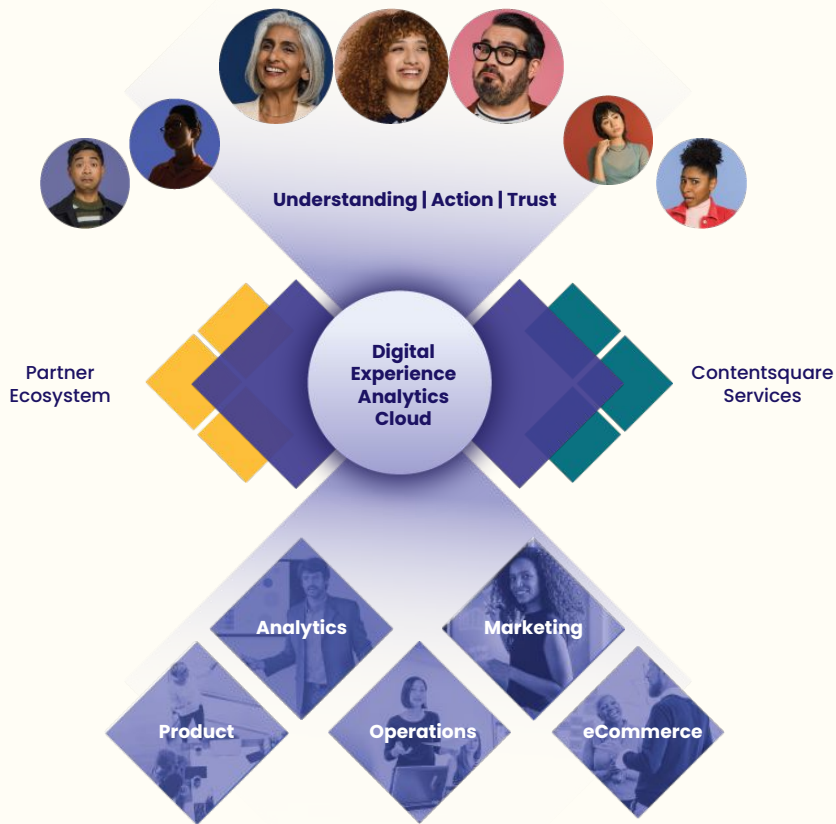 Understanding | Action | Trust
Digital
Experience
Analytics
Cloud
Partner
Ecosystem
Contentsquare
Services
Analytics
Marketing
Product
Operations
eCommerce